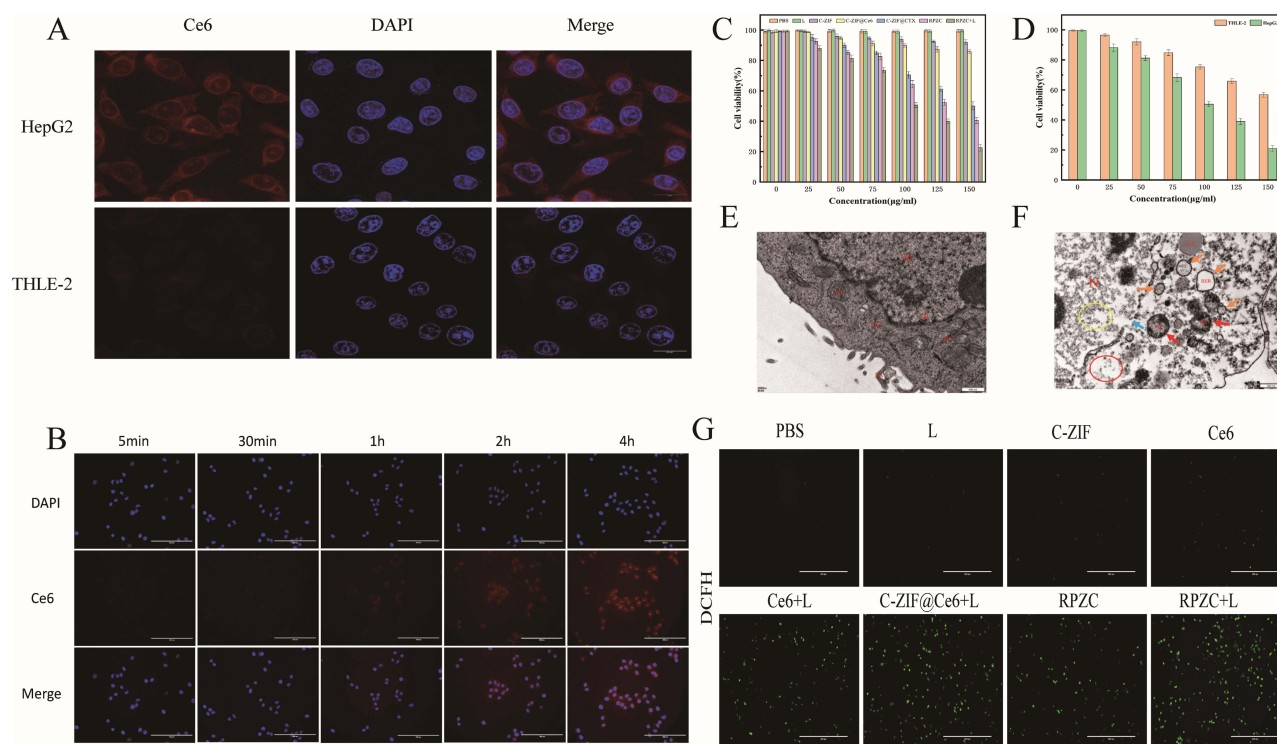 A
Ce6 DAPI Merge
HepG2
THLE-2
B
5min 30min 1h 2h 4h
DAPI
Ce6
Merge
C
PBS L C-ZIF C-ZIF@Ce6 C-ZIF@CTX RPZC RPZC+L
Cell viability(%)
100
80
60
40
20
0
0 25 50 75 100 125 150
Concentration(μg/ml)
D
THLE-2 HepG2
Cell viability(%)
100
80
60
40
20
0
0 25 50 75 100 125 150
Concentration(μg/ml)
E
F
N
G
PBS L C-ZIF Ce6
DCFH
Ce6+L C-ZIF@Ce6+L RPZC RPZC+L